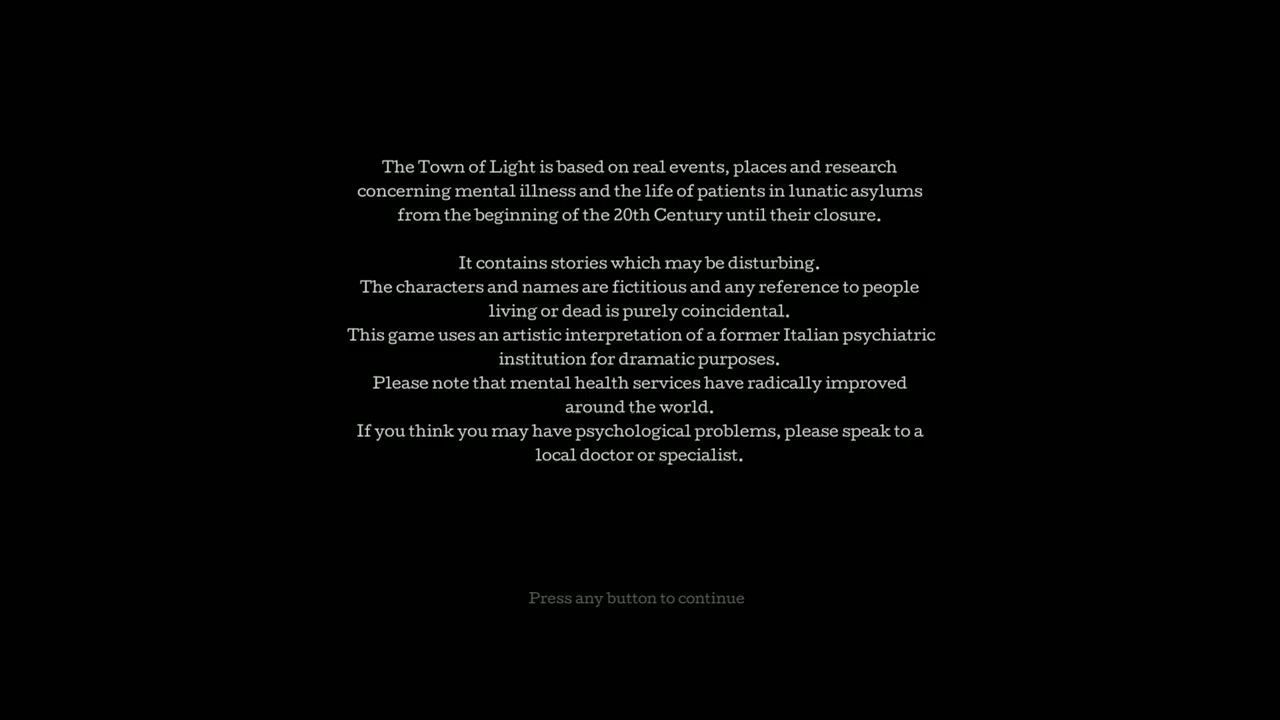 The Town of Light is based on real events, places and research
concerning mental illness and the life of patients in lunatic asylums
from the beginning of the 20th Century until their closure.
It contains stories which may be disturbing.
The characters and names are fictitious and any reference to people
living or dead is purely coincidental.
This game uses an artistic interpretation of a former Italian psychiatric
institution for dramatic purposes.
Please note that mental health services have radically improved
around the world.
If you think you may have psychological problems, please speak to a
local doctor or specialist.
Press any button to continue